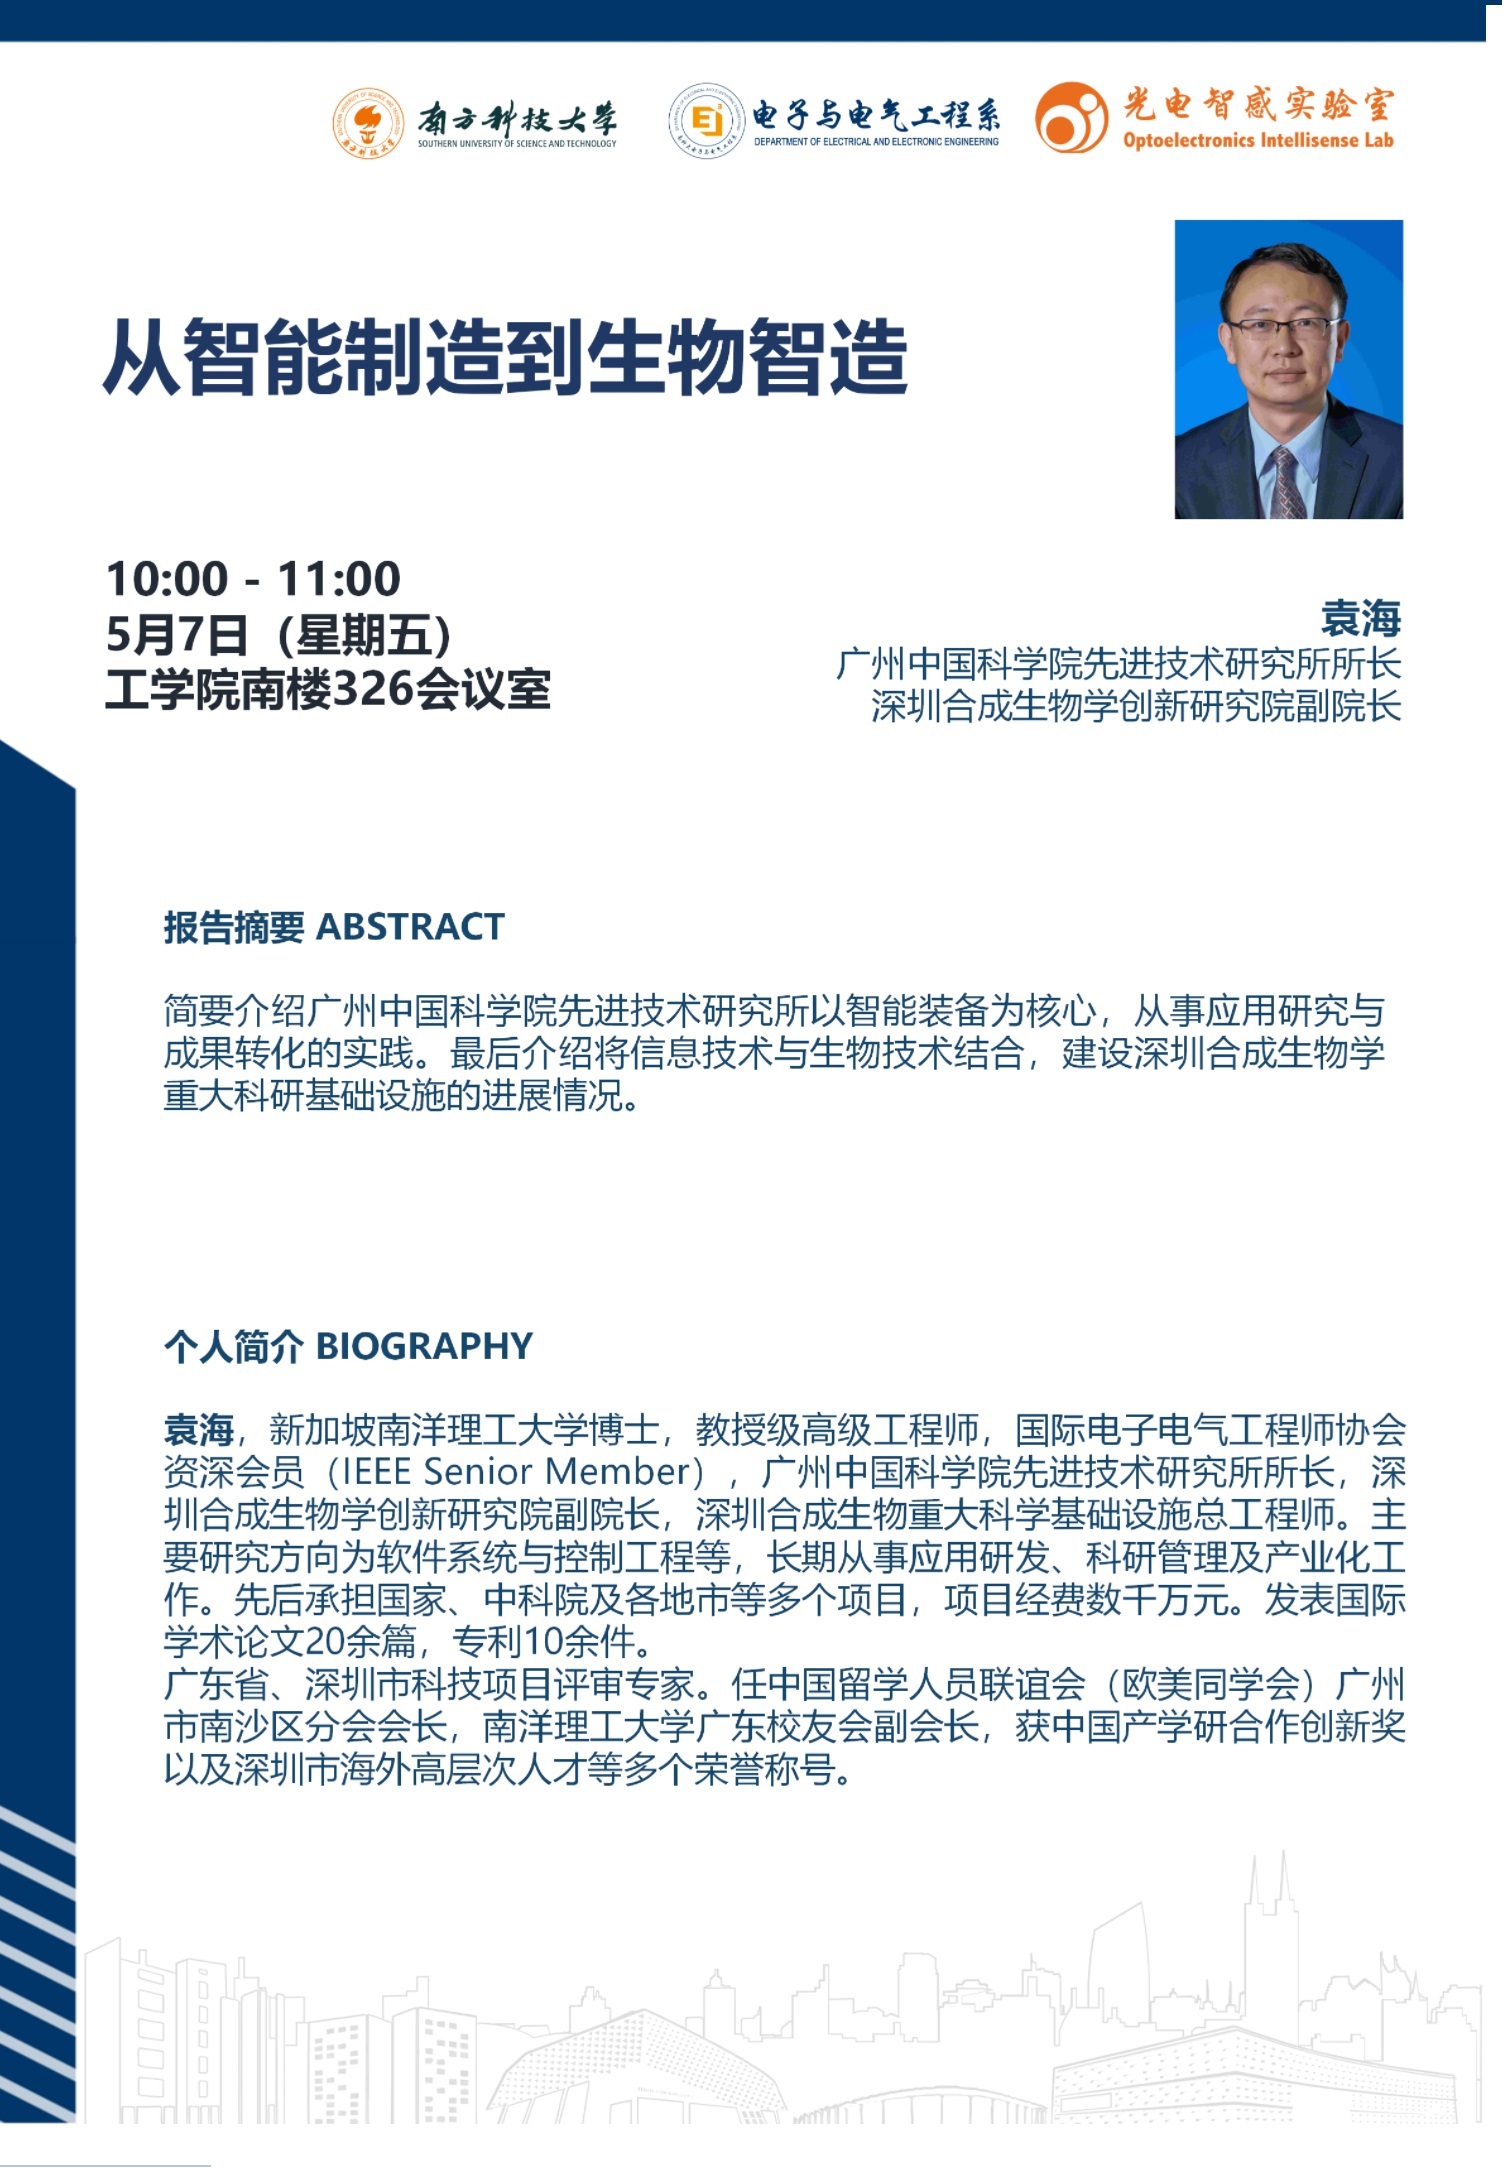 南方科技大学
SOUTHERN UNIVERSITY OF SCIENCE AND TECHNOLOGY
电子与电气工程系
DEPARTMENT OF ELECTRICAL AND ELECTRONIC ENGINEERING
光电智感实验室
Optoelectronics Intellisense Lab
从智能制造到生物智造
10:00 - 11:00
5月7日（星期五）
工学院南楼326会议室
袁海
广州中国科学院先进技术研究所所长
深圳合成生物学创新研究院副院长
报告摘要 ABSTRACT
简要介绍广州中国科学院先进技术研究所以智能装备为核心，从事应用研究与
成果转化的实践。最后介绍将信息技术与生物技术结合，建设深圳合成生物学
重大科研基础设施的进展情况。
个人简介 BIOGRAPHY
袁海，新加坡南洋理工大学博士，教授级高级工程师，国际电子电气工程师协会
资深会员（IEEE Senior Member），广州中国科学院先进技术研究所所长，深
圳合成生物学创新研究院副院长，深圳合成生物重大科学基础设施总工程师。主
要研究方向为软件系统与控制工程等，长期从事应用研发、科研管理及产业化工
作。先后承担国家、中科院及各地市等多个项目，项目经费数千万元。发表国际
学术论文20余篇，专利10余件。
广东省、深圳市科技项目评审专家。任中国留学人员联谊会（欧美同学会）广州
市南沙区分会会长，南洋理工大学广东校友会副会长，获中国产学研合作创新奖
以及深圳市海外高层次人才等多个荣誉称号。